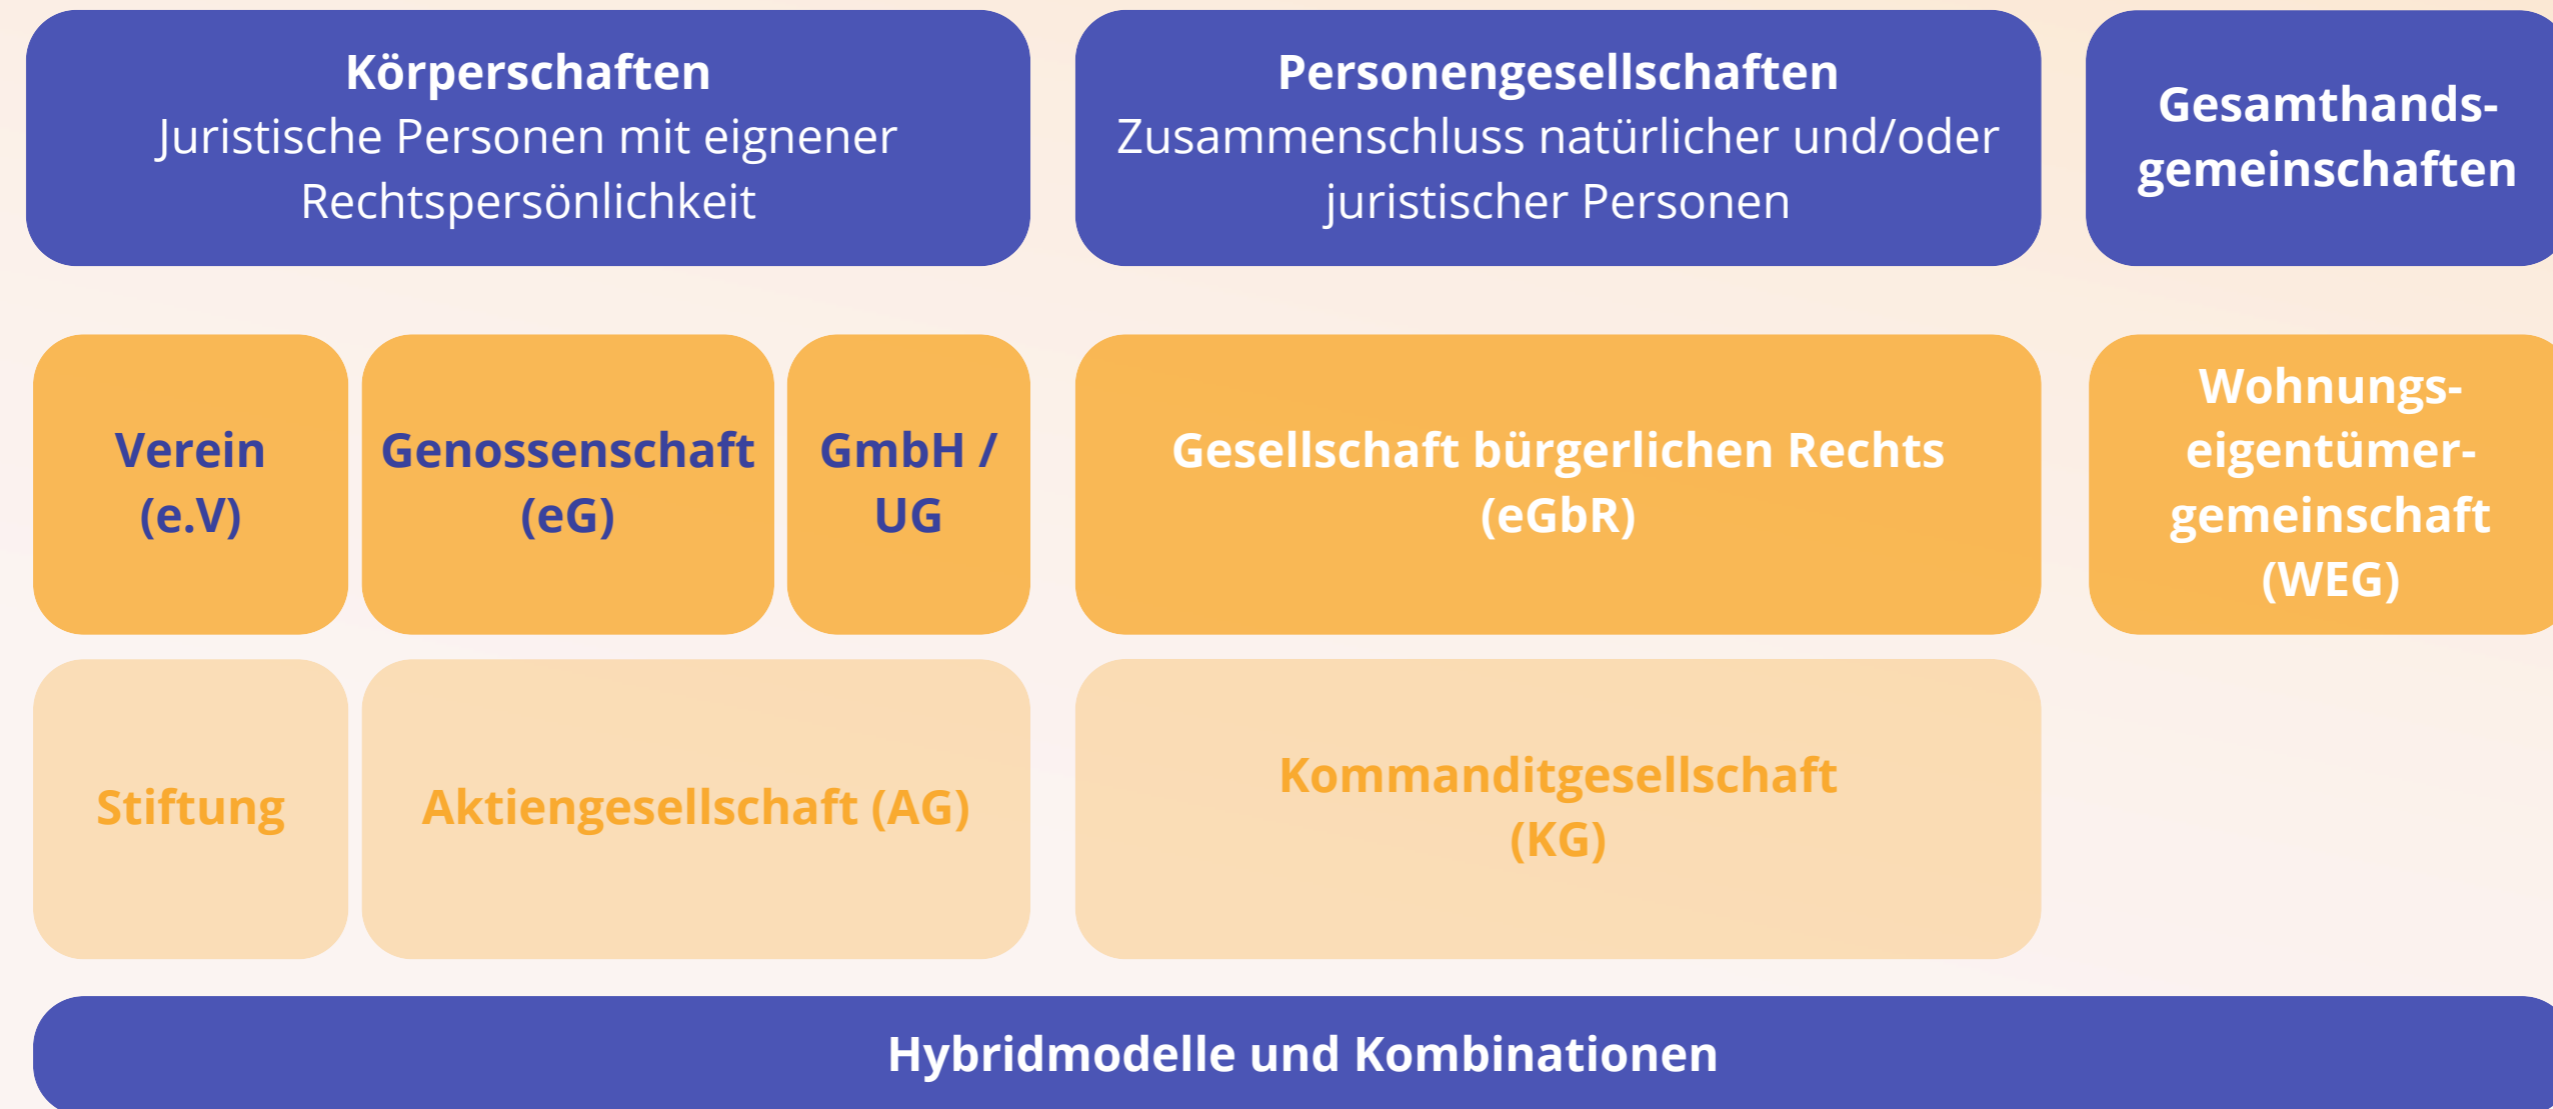 Körperschaften
Juristische Personen mit eignener
Rechtspersönlichkeit
Personengesellschaften
Zusammenschluss natürlicher und/oder
juristischer Personen
Gesamthands-
gemeinschaften
Verein
(e.V)
Genossenschaft
(eG)
GmbH /
UG
Gesellschaft bürgerlichen Rechts
(eGbR)
Wohnungs-
eigentümer-
gemeinschaft
(WEG)
Stiftung
Aktiengesellschaft (AG)
Kommanditgesellschaft
(KG)
Hybridmodelle und Kombinationen